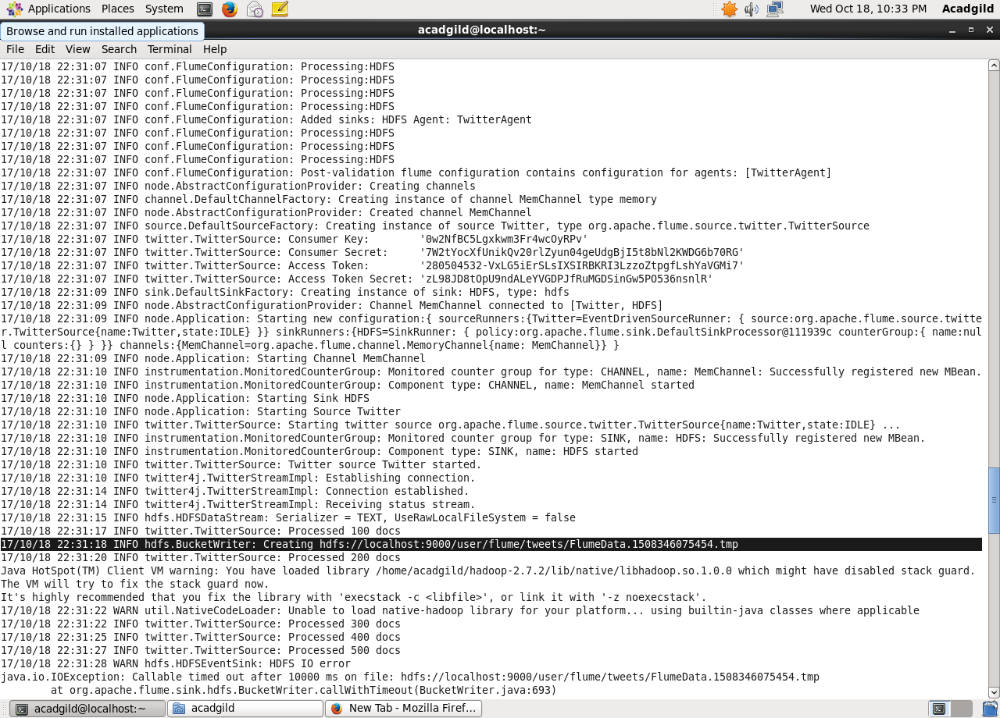 Applications Places System Wed Oct 18, 10:33 PM Acadgild
Browse and run installed applications acadgild@localhost:~
File Edit View Search Terminal Help
17/10/18 22:31:07 INFO conf.FlumeConfiguration: Processing:HDFS
17/10/18 22:31:07 INFO conf.FlumeConfiguration: Processing:HDFS
17/10/18 22:31:07 INFO conf.FlumeConfiguration: Processing:HDFS
17/10/18 22:31:07 INFO conf.FlumeConfiguration: Processing:HDFS
17/10/18 22:31:07 INFO conf.FlumeConfiguration: Added sinks: HDFS Agent: TwitterAgent
17/10/18 22:31:07 INFO conf.FlumeConfiguration: Processing:HDFS
17/10/18 22:31:07 INFO conf.FlumeConfiguration: Processing:HDFS
17/10/18 22:31:07 INFO conf.FlumeConfiguration: Processing:HDFS
17/10/18 22:31:07 INFO conf.FlumeConfiguration: Post-validation flume configuration contains configuration for agents: [TwitterAgent]
17/10/18 22:31:07 INFO node.AbstractConfigurationProvider: Creating channels
17/10/18 22:31:07 INFO channel.DefaultChannelFactory: Creating instance of channel MemChannel type memory
17/10/18 22:31:07 INFO node.AbstractConfigurationProvider: Created channel MemChannel
17/10/18 22:31:07 INFO source.DefaultSourceFactory: Creating instance of source Twitter, type org.apache.flume.source.twitter.TwitterSource
17/10/18 22:31:07 INFO twitter.TwitterSource: Consumer Key: '0w2NfBC5Lgxkwm3Fr4wcOyRPv'
17/10/18 22:31:07 INFO twitter.TwitterSource: Consumer Secret: '7W2tYocXfUnikQv20rlZyun04geUdgBjI5t8bNl2KWDG6b70RG'
17/10/18 22:31:07 INFO twitter.TwitterSource: Access Token: '280504532-VxLG5iErSLsIXSIRBKRI3LzzoZtpgfLshYaVGMi7'
17/10/18 22:31:07 INFO twitter.TwitterSource: Access Token Secret: 'zL98JD8tOpU9ndALeYVGDPJfRuMGDSinGw5PO536nsnlR'
17/10/18 22:31:09 INFO sink.DefaultSinkFactory: Creating instance of sink: HDFS, type: hdfs
17/10/18 22:31:09 INFO node.AbstractConfigurationProvider: Channel MemChannel connected to [Twitter, HDFS]
17/10/18 22:31:09 INFO node.Application: Starting new configuration:{ sourceRunners:{Twitter=EventDrivenSourceRunner: { source:org.apache.flume.source.twitte
r.TwitterSource{name:Twitter,state:IDLE} }} sinkRunners:{HDFS=SinkRunner: { policy:org.apache.flume.sink.DefaultSinkProcessor@111939c counterGroup:{ name:nul
l counters:{} } }} channels:{MemChannel=org.apache.flume.channel.MemoryChannel{name: MemChannel}} }
17/10/18 22:31:09 INFO node.Application: Starting Channel MemChannel
17/10/18 22:31:10 INFO instrumentation.MonitoredCounterGroup: Monitored counter group for type: CHANNEL, name: MemChannel: Successfully registered new MBean.
17/10/18 22:31:10 INFO instrumentation.MonitoredCounterGroup: Component type: CHANNEL, name: MemChannel started
17/10/18 22:31:10 INFO node.Application: Starting Sink HDFS
17/10/18 22:31:10 INFO node.Application: Starting Source Twitter
17/10/18 22:31:10 INFO twitter.TwitterSource: Starting twitter source org.apache.flume.source.twitter.TwitterSource{name:Twitter,state:IDLE} ...
17/10/18 22:31:10 INFO instrumentation.MonitoredCounterGroup: Monitored counter group for type: SINK, name: HDFS: Successfully registered new MBean.
17/10/18 22:31:10 INFO instrumentation.MonitoredCounterGroup: Component type: SINK, name: HDFS started
17/10/18 22:31:10 INFO twitter.TwitterSource: Twitter source Twitter started.
17/10/18 22:31:10 INFO twitter4j.TwitterStreamImpl: Establishing connection.
17/10/18 22:31:14 INFO twitter4j.TwitterStreamImpl: Connection established.
17/10/18 22:31:14 INFO twitter4j.TwitterStreamImpl: Receiving status stream.
17/10/18 22:31:15 INFO hdfs.HDFSDataStream: Serializer = TEXT, UseRawLocalFileSystem = false
17/10/18 22:31:17 INFO twitter.TwitterSource: Processed 100 docs
17/10/18 22:31:18 INFO hdfs.BucketWriter: Creating hdfs://localhost:9000/user/flume/tweets/FlumeData.1508346075454.tmp
17/10/18 22:31:20 INFO twitter.TwitterSource: Processed 200 docs
Java HotSpot(TM) Client VM warning: You have loaded library /home/acadgild/hadoop-2.7.2/lib/native/libhadoop.so.1.0.0 which might have disabled stack guard.
The VM will try to fix the stack guard now.
It's highly recommended that you fix the library with 'execstack -c <libfile>', or link it with '-z noexecstack'.
17/10/18 22:31:22 WARN util.NativeCodeLoader: Unable to load native-hadoop library for your platform... using builtin-java classes where applicable
17/10/18 22:31:22 INFO twitter.TwitterSource: Processed 300 docs
17/10/18 22:31:25 INFO twitter.TwitterSource: Processed 400 docs
17/10/18 22:31:27 INFO twitter.TwitterSource: Processed 500 docs
17/10/18 22:31:28 WARN hdfs.HDFSEventSink: HDFS IO error
java.io.IOException: Callable timed out after 10000 ms on file: hdfs://localhost:9000/user/flume/tweets/FlumeData.1508346075454.tmp
at org.apache.flume.sink.hdfs.BucketWriter.callWithTimeout(BucketWriter.java:693)
acadgild@localhost:~ acadgild New Tab - Mozilla Firef...